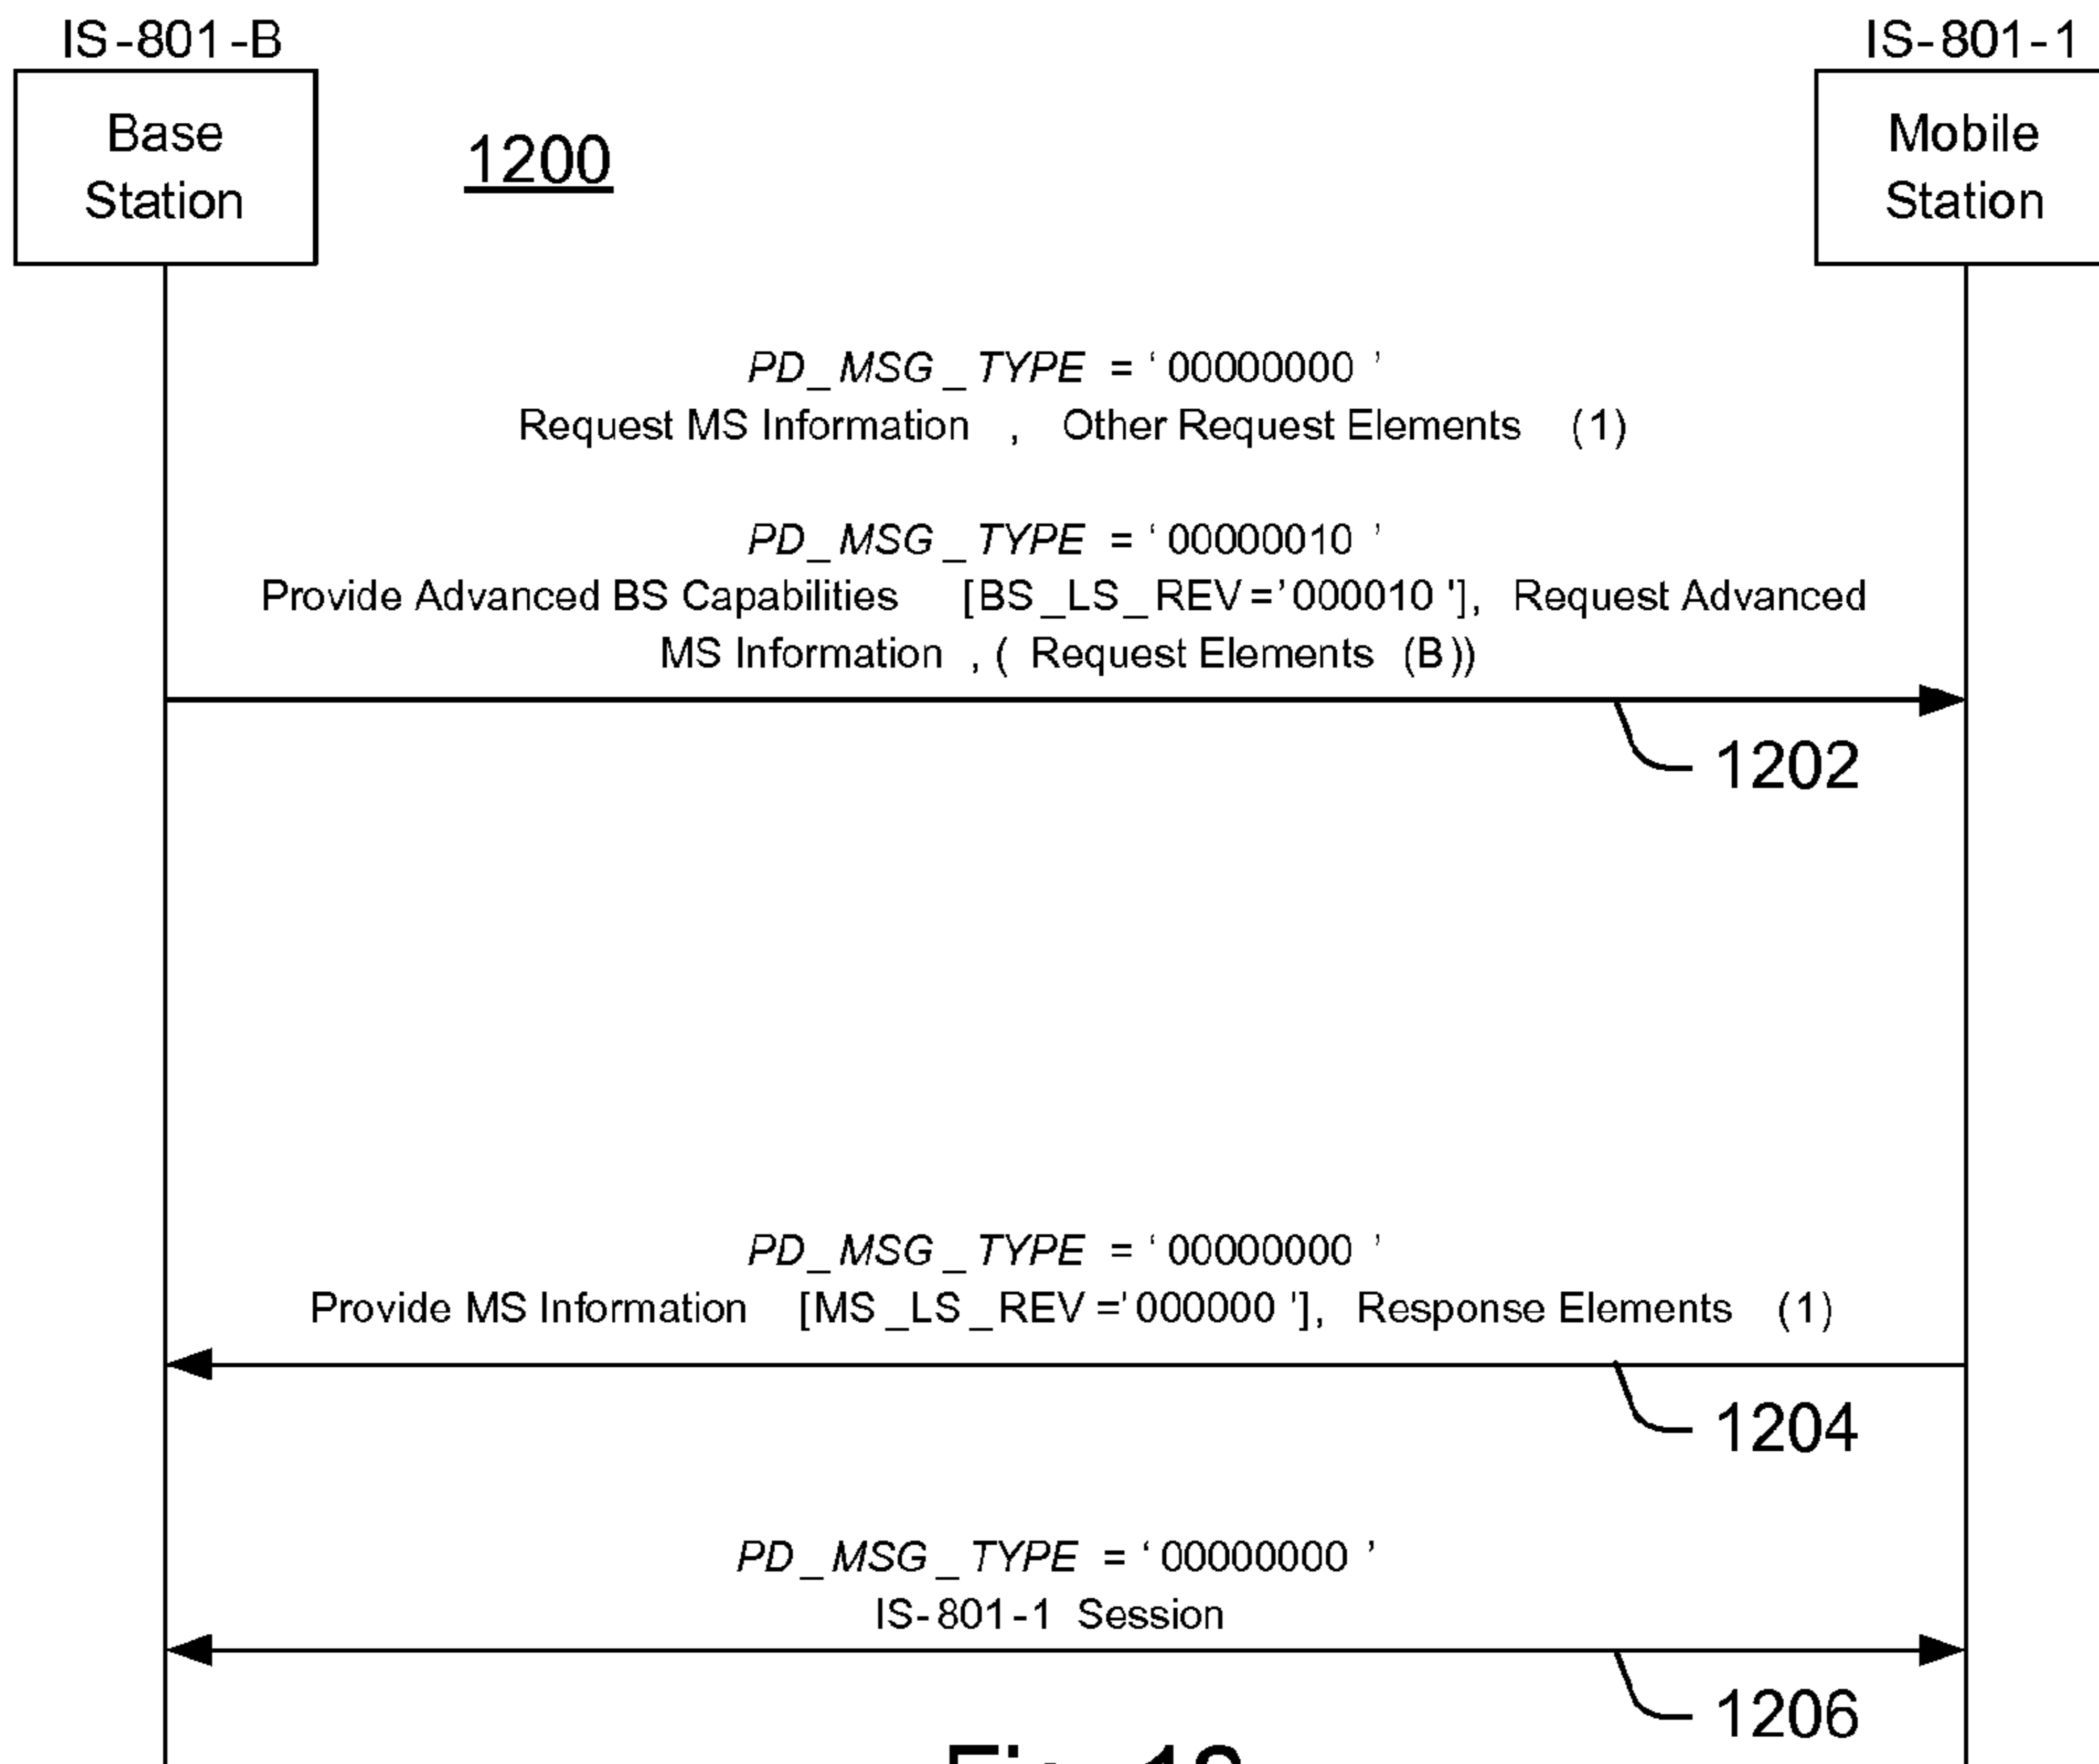 IS-801-B
IS-801-1
Base
Station
1200
Mobile
Station
PD_MSG_TYPE = ‘00000000’
Request MS Information , Other Request Elements (1)
PD_MSG_TYPE = ‘00000010’
Provide Advanced BS Capabilities [BS_LS_REV=’000010'], Request Advanced
MS Information , ( Request Elements (B))
1202
PD_MSG_TYPE = ‘00000000’
Provide MS Information [MS_LS_REV='000000'], Response Elements (1)
1204
PD_MSG_TYPE = ‘00000000’
IS-801-1 Session
1206